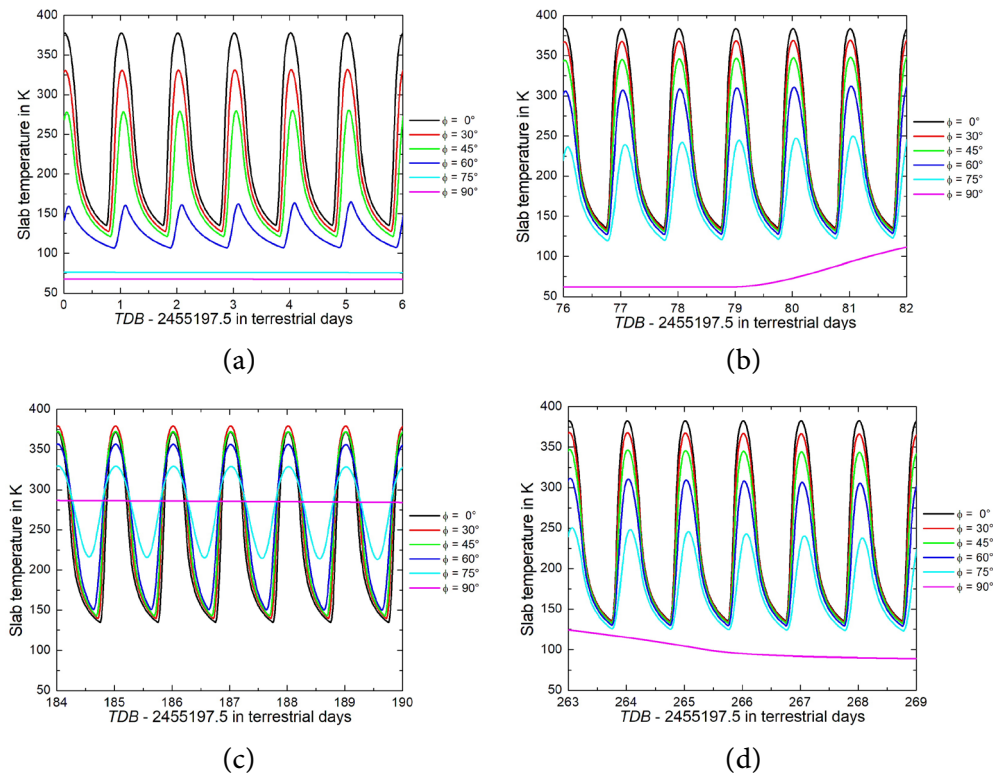 400
350
300
250
200
150
100
50
Slab temperature in K
0 1 2 3 4 5 6
TDB - 2455197.5 in terrestrial days
ϕ = 0°
ϕ = 30°
ϕ = 45°
ϕ = 60°
ϕ = 75°
ϕ = 90°
(a)
400
350
300
250
200
150
100
50
Slab temperature in K
76 77 78 79 80 81 82
TDB - 2455197.5 in terrestrial days
ϕ = 0°
ϕ = 30°
ϕ = 45°
ϕ = 60°
ϕ = 75°
ϕ = 90°
(b)
400
350
300
250
200
150
100
50
Slab temperature in K
184 185 186 187 188 189 190
TDB - 2455197.5 in terrestrial days
ϕ = 0°
ϕ = 30°
ϕ = 45°
ϕ = 60°
ϕ = 75°
ϕ = 90°
(c)
400
350
300
250
200
150
100
50
Slab temperature in K
263 264 265 266 267 268 269
TDB - 2455197.5 in terrestrial days
ϕ = 0°
ϕ = 30°
ϕ = 45°
ϕ = 60°
ϕ = 75°
ϕ = 90°
(d)